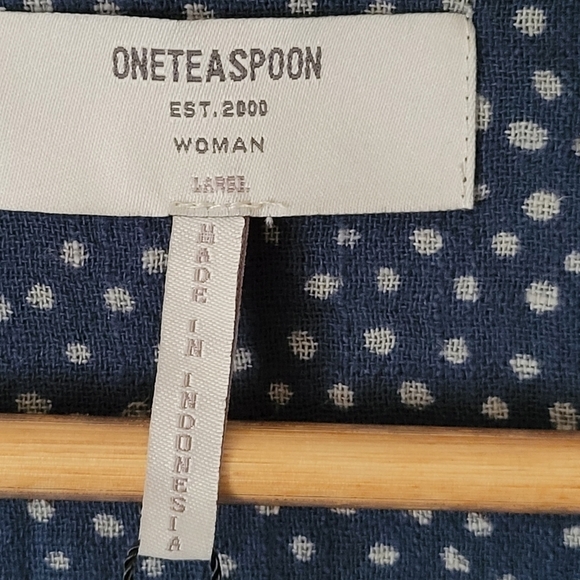 ONETEASPOON
EST. 2000
WOMAN
LARGE
MADE IN INDONESIA